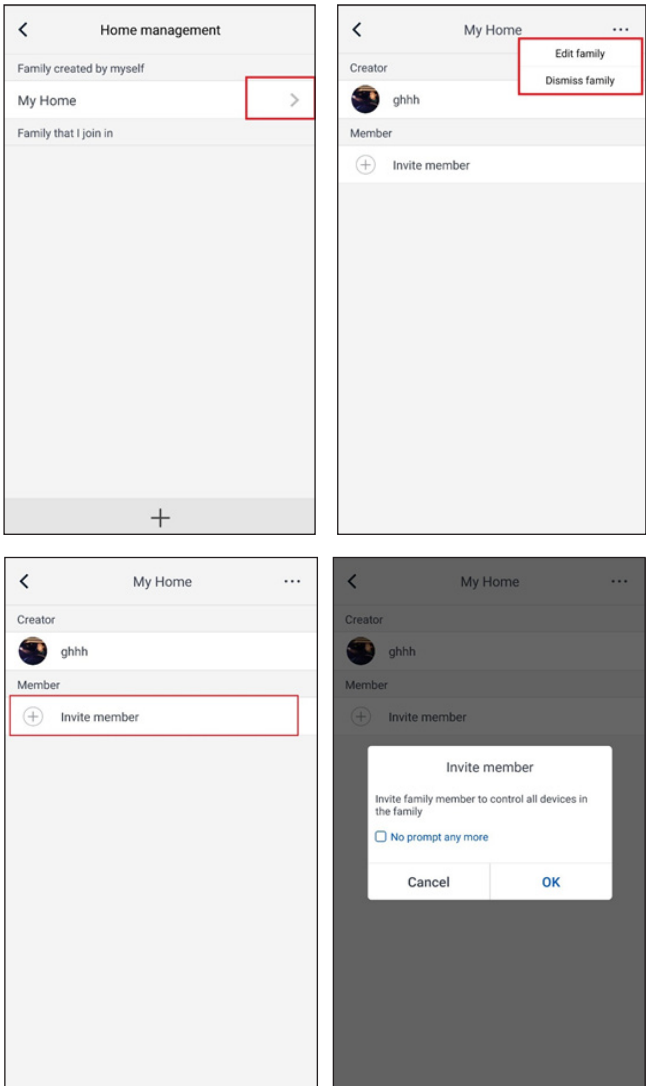 Home management
Family created by myself
My Home
Family that I join in
My Home
Edit family
Dismiss family
Creator
ghhh
Member
Invite member
My Home
Creator
ghhh
Member
Invite member
My Home
Creator
ghhh
Member
Invite member
Invite member
Invite family member to control all devices in
the family
No prompt any more
Cancel OK